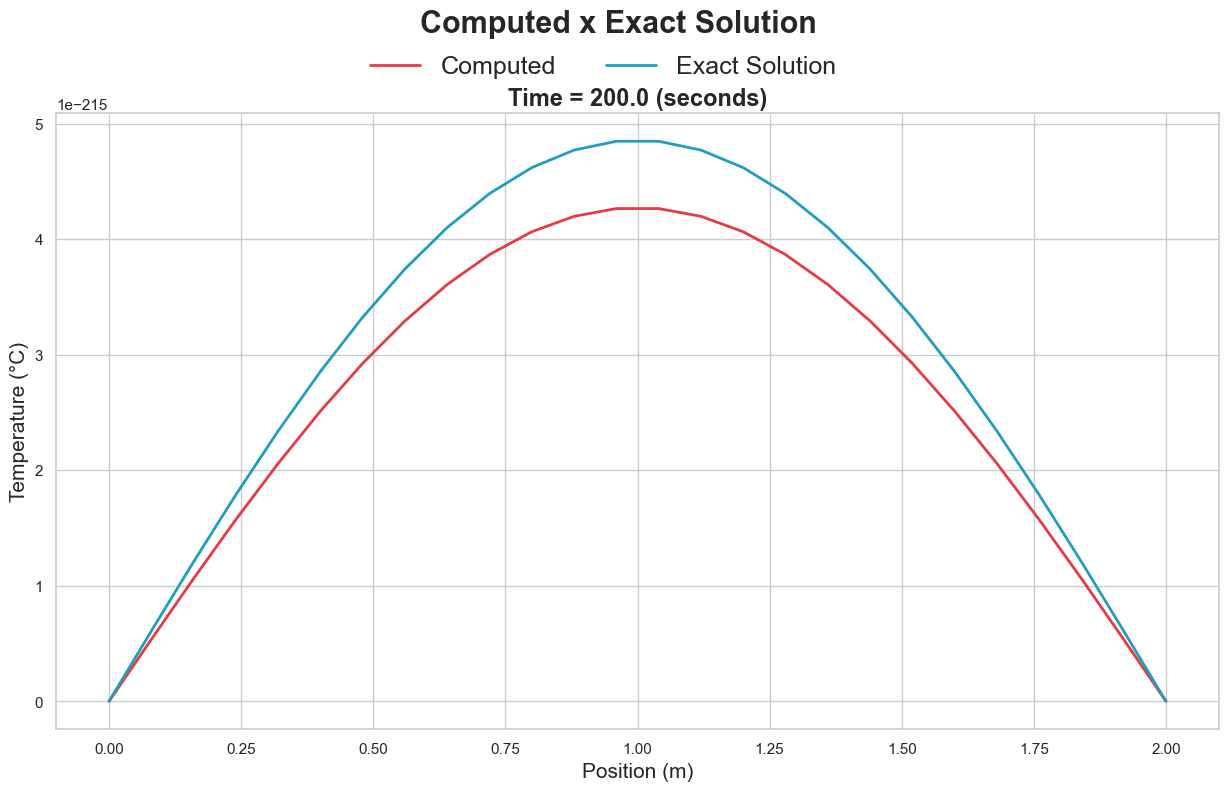 Computed x Exact Solution
Computed Exact Solution
Time = 200.0 (seconds)
1e−215
5
4
3
2
1
0
Temperature (°C)
0.00 0.25 0.50 0.75 1.00 1.25 1.50 1.75 2.00
Position (m)